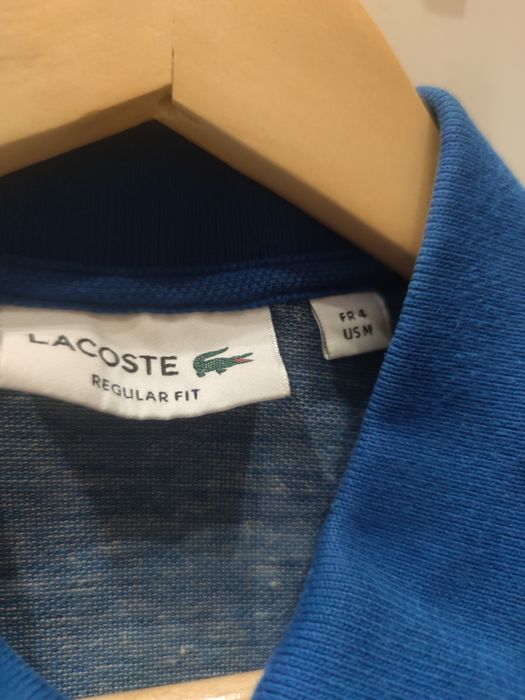 LACOSTE
REGULAR FIT
FR 4
US M